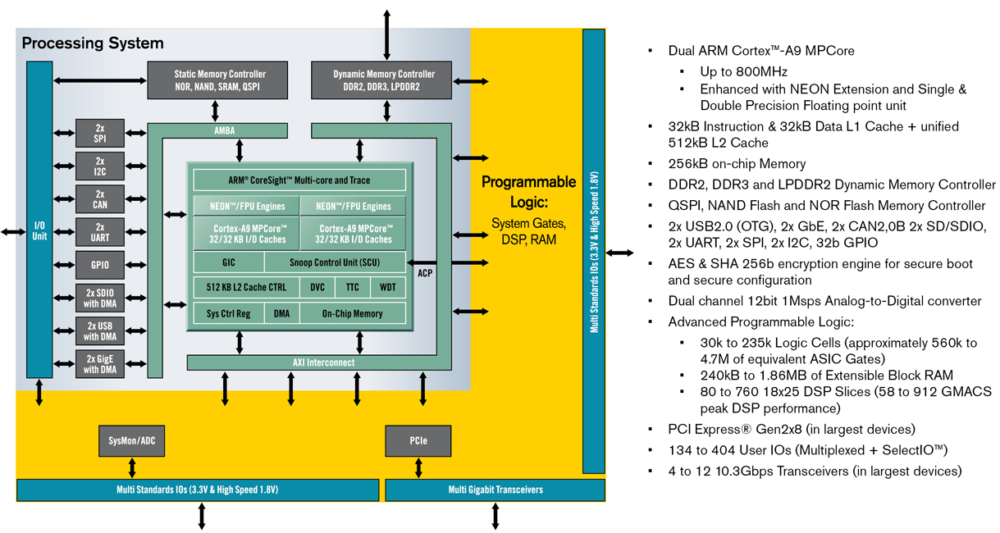 Processing System
Static Memory Controller
NOR, NAND, SRAM, QSPI
Dynamic Memory Controller
DDR2, DDR3, LPDDR2
AMBA
I/O
Unit
2x
SPI
2x
I2C
2x
CAN
2x
UART
GPIO
2x SDIO
with DMA
2x USB
with DMA
2x GigE
with DMA
ARM® CoreSight™ Multi-core and Trace
NEON™/FPU Engines
NEON™/FPU Engines
Cortex-A9 MPCore™
32/32 KB I/D Caches
Cortex-A9 MPCore™
32/32 KB I/D Caches
GIC
Snoop Control Unit (SCU)
512 KB L2 Cache CTRL
DVC
TTC
WDT
Sys Ctrl Reg
DMA
On-Chip Memory
ACP
AXI Interconnect
Programmable
Logic:
System Gates,
DSP, RAM
Multi Standards IOs (3.3V & High Speed 1.8V)
SysMon/ADC
PCIe
Multi Standards IOs (3.3V & High Speed 1.8V)
Multi Gigabit Transceivers
▪ Dual ARM Cortex™-A9 MPCore
▪ Up to 800MHz
▪ Enhanced with NEON Extension and Single &
Double Precision Floating point unit
▪ 32kB Instruction & 32kB Data L1 Cache + unified
512kB L2 Cache
▪ 256kB on-chip Memory
▪ DDR2, DDR3 and LPDDR2 Dynamic Memory Controller
▪ QSPI, NAND Flash and NOR Flash Memory Controller
▪ 2x USB2.0 (OTG), 2x GbE, 2x CAN2,0B 2x SD/SDIO,
2x UART, 2x SPI, 2x I2C, 32b GPIO
▪ AES & SHA 256b encryption engine for secure boot
and secure configuration
▪ Dual channel 12bit 1Msps Analog-to-Digital converter
▪ Advanced Programmable Logic:
▪ 30k to 235k Logic Cells (approximately 560k to
4.7M of equivalent ASIC Gates)
▪ 240kB to 1.86MB of Extensible Block RAM
▪ 80 to 760 18x25 DSP Slices (58 to 912 GMACS
peak DSP performance)
▪ PCI Express® Gen2x8 (in largest devices)
▪ 134 to 404 User IOs (Multiplexed + SelectIO™)
▪ 4 to 12 10.3Gbps Transceivers (in largest devices)